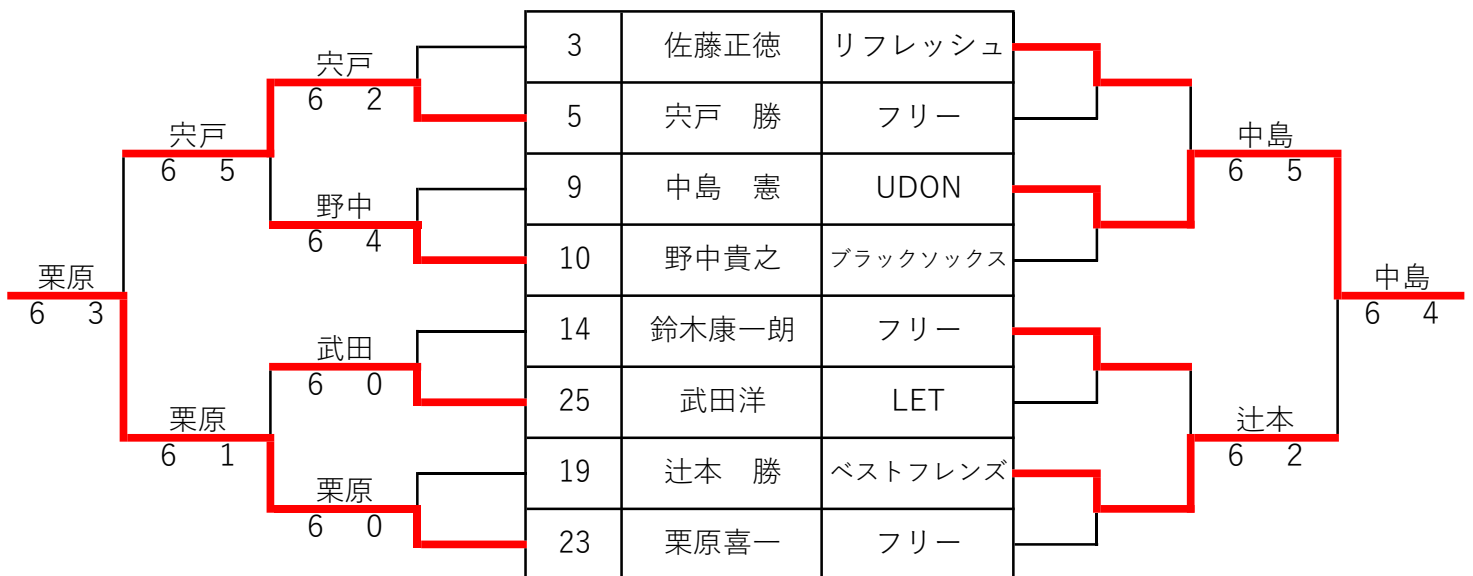 3 佐藤正徳 リフレッシュ
宍戸
6 2
5 宍戸 勝 フリー
宍戸
6 5
中島
6 5
9 中島 憲 UDON
野中
6 4
10 野中貴之 ブラックソックス
栗原
6 3
中島
6 4
14 鈴木康一朗 フリー
武田
6 0
25 武田洋 LET
栗原
6 1
辻本
6 2
19 辻本 勝 ベストフレンズ
栗原
6 0
23 栗原喜一 フリー